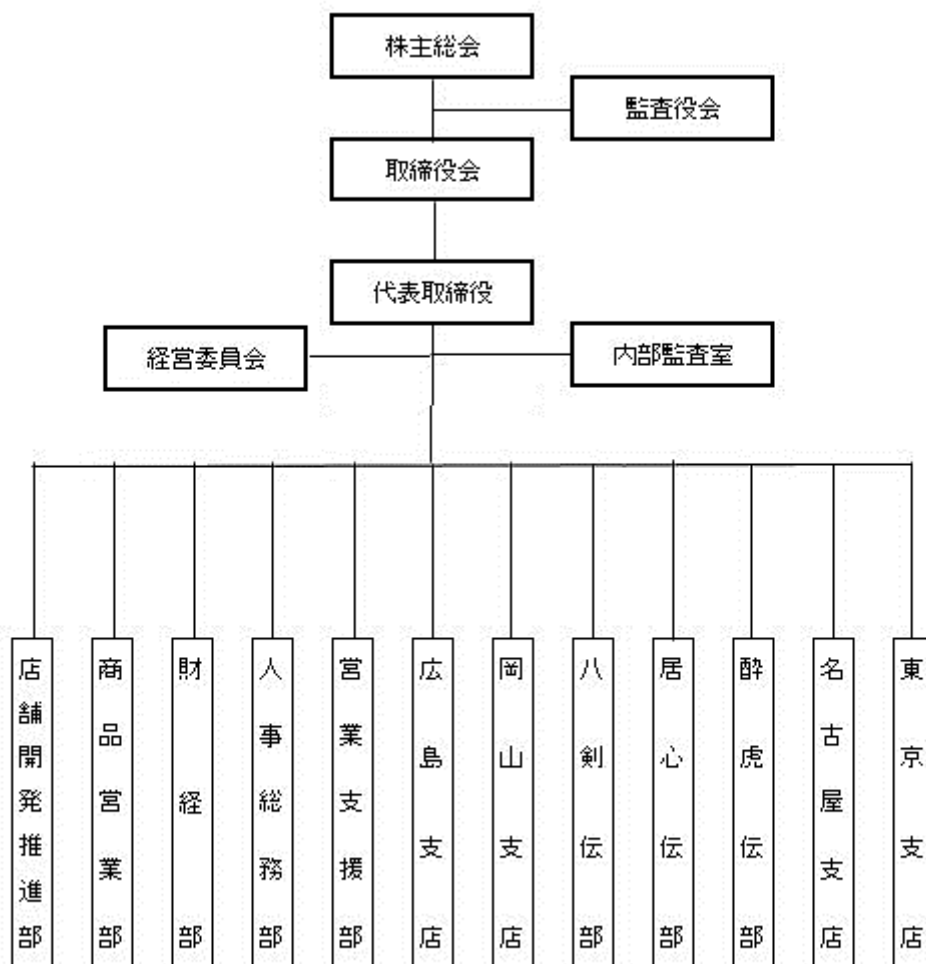 株主総会
監査役会
取締役会
代表取締役
経営委員会
内部監査室
店舗開発推進部
商品営業部
財経部
人事総務部
営業支援部
広島支店
岡山支店
八剣伝部
居心伝部
酔虎伝部
名古屋支店
東京支店